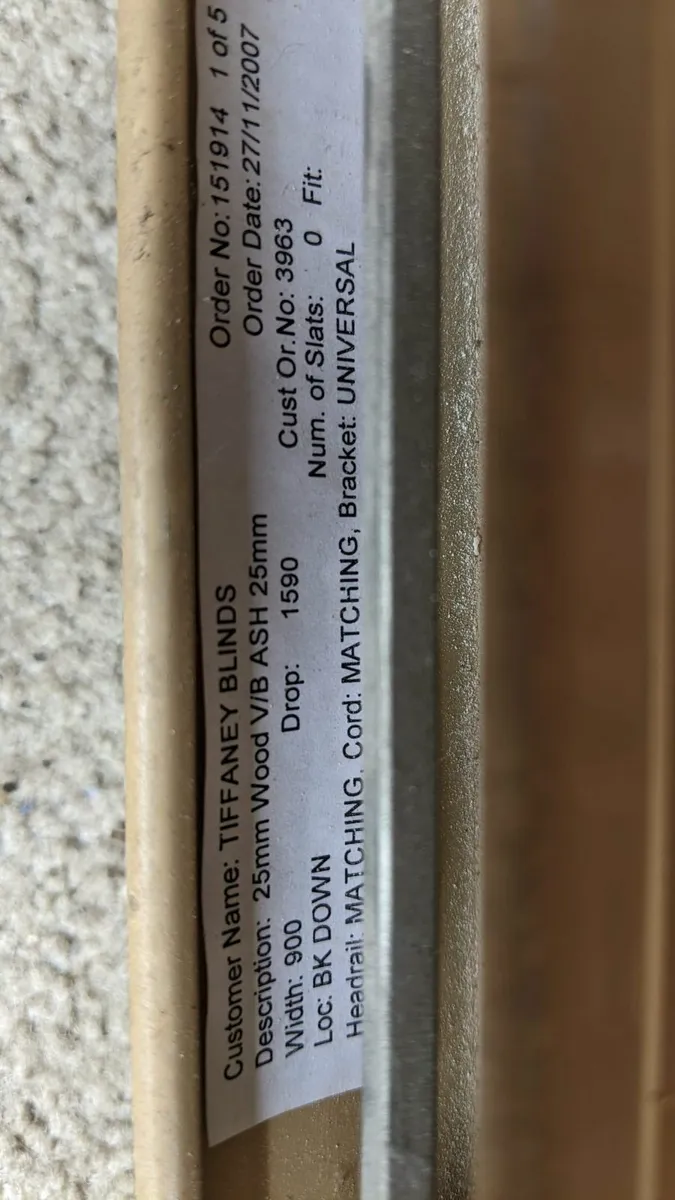 Order No:151914 1 of 5
Customer Name: TIFFANEY BLINDS Order Date:27/11/2007
Description: 25mm Wood V/B ASH 25mm Cust Or.No: 3963
Width: 900 Drop: 1590 Num. of Slats: 0 Fit:
Loc: BK DOWN
Headrail: MATCHING, Cord: MATCHING, Bracket: UNIVERSAL